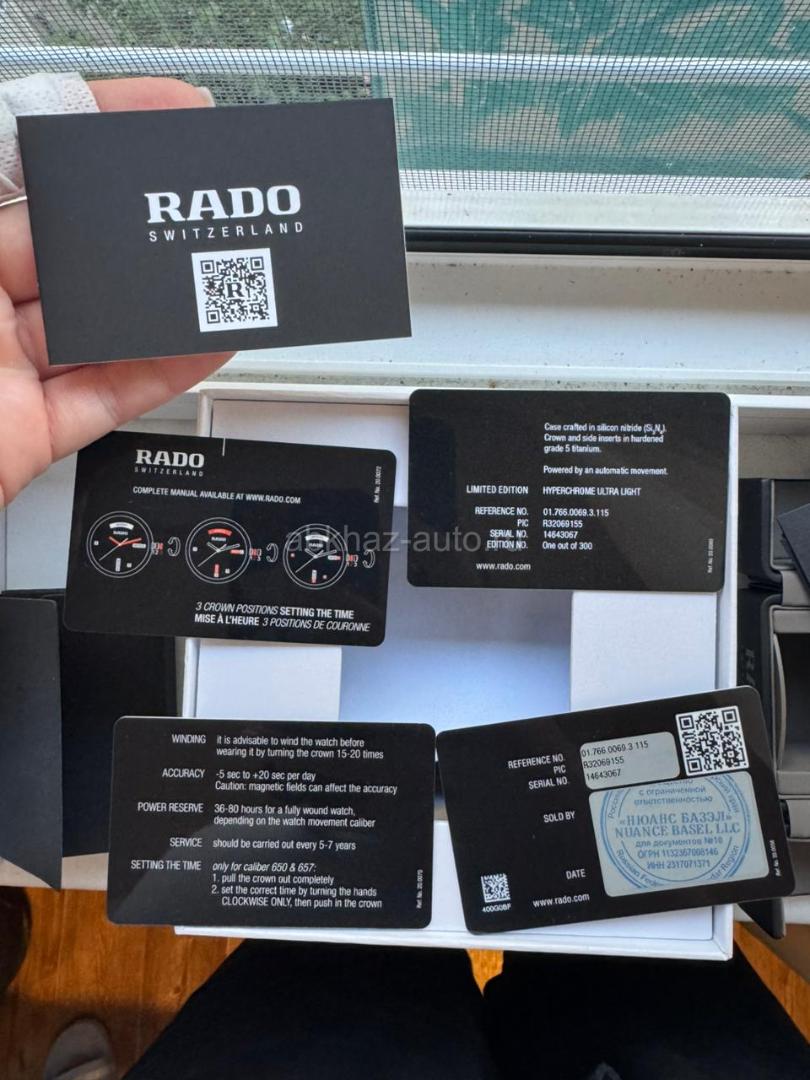 RADO
SWITZERLAND
RADO
SWITZERLAND
COMPLETE MANUAL AVAILABLE AT WWW.RADO.COM
3 CROWN POSITIONS SETTING THE TIME
MISE À L'HEURE 3 POSITIONS DE COURONNE
Case crafted in silicon nitride (Si₃N₄).
Crown and side inserts in hardened
grade 5 titanium.
Powered by an automatic movement.
LIMITED EDITION HYPERCHROME ULTRA LIGHT
REFERENCE NO. 01.766.0069.3.115
PIC R32069155
SERIAL NO. 14643067
EDITION NO. One out of 300
www.rado.com
abkhaz-auto
WINDING it is advisable to wind the watch before
wearing it by turning the crown 15-20 times
ACCURACY -5 sec to +20 sec per day
Caution: magnetic fields can affect the accuracy
POWER RESERVE 36-80 hours for a fully wound watch,
depending on the watch movement caliber
SERVICE should be carried out every 5-7 years
SETTING THE TIME only for caliber 650 & 657:
1. pull the crown out completely
2. set the correct time by turning the hands
CLOCKWISE ONLY, then push in the crown
REFERENCE NO. 01.766.0069.3 115
PIC R32069155
SERIAL NO. 14643067
SOLD BY
с ограниченной
ответственностью
«НЮАНС БАЗЭЛ»
NUANCE BASEL LLC
для документов №10
ОГРН 1132367008146
ИНН 2317071371
DATE
www.rado.com
400G0BF